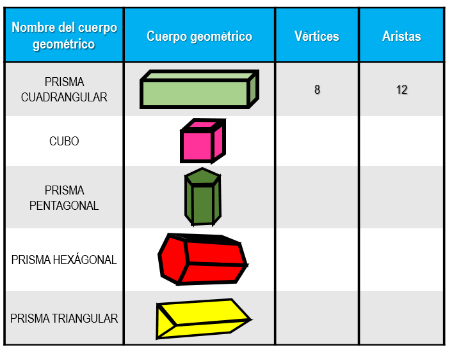 Nombre del cuerpo geométrico
Cuerpo geométrico
Vértices
Aristas
PRISMA CUADRANGULAR
8
12
CUBO
PRISMA PENTAGONAL
PRISMA HEXÁGONAL
PRISMA TRIANGULAR